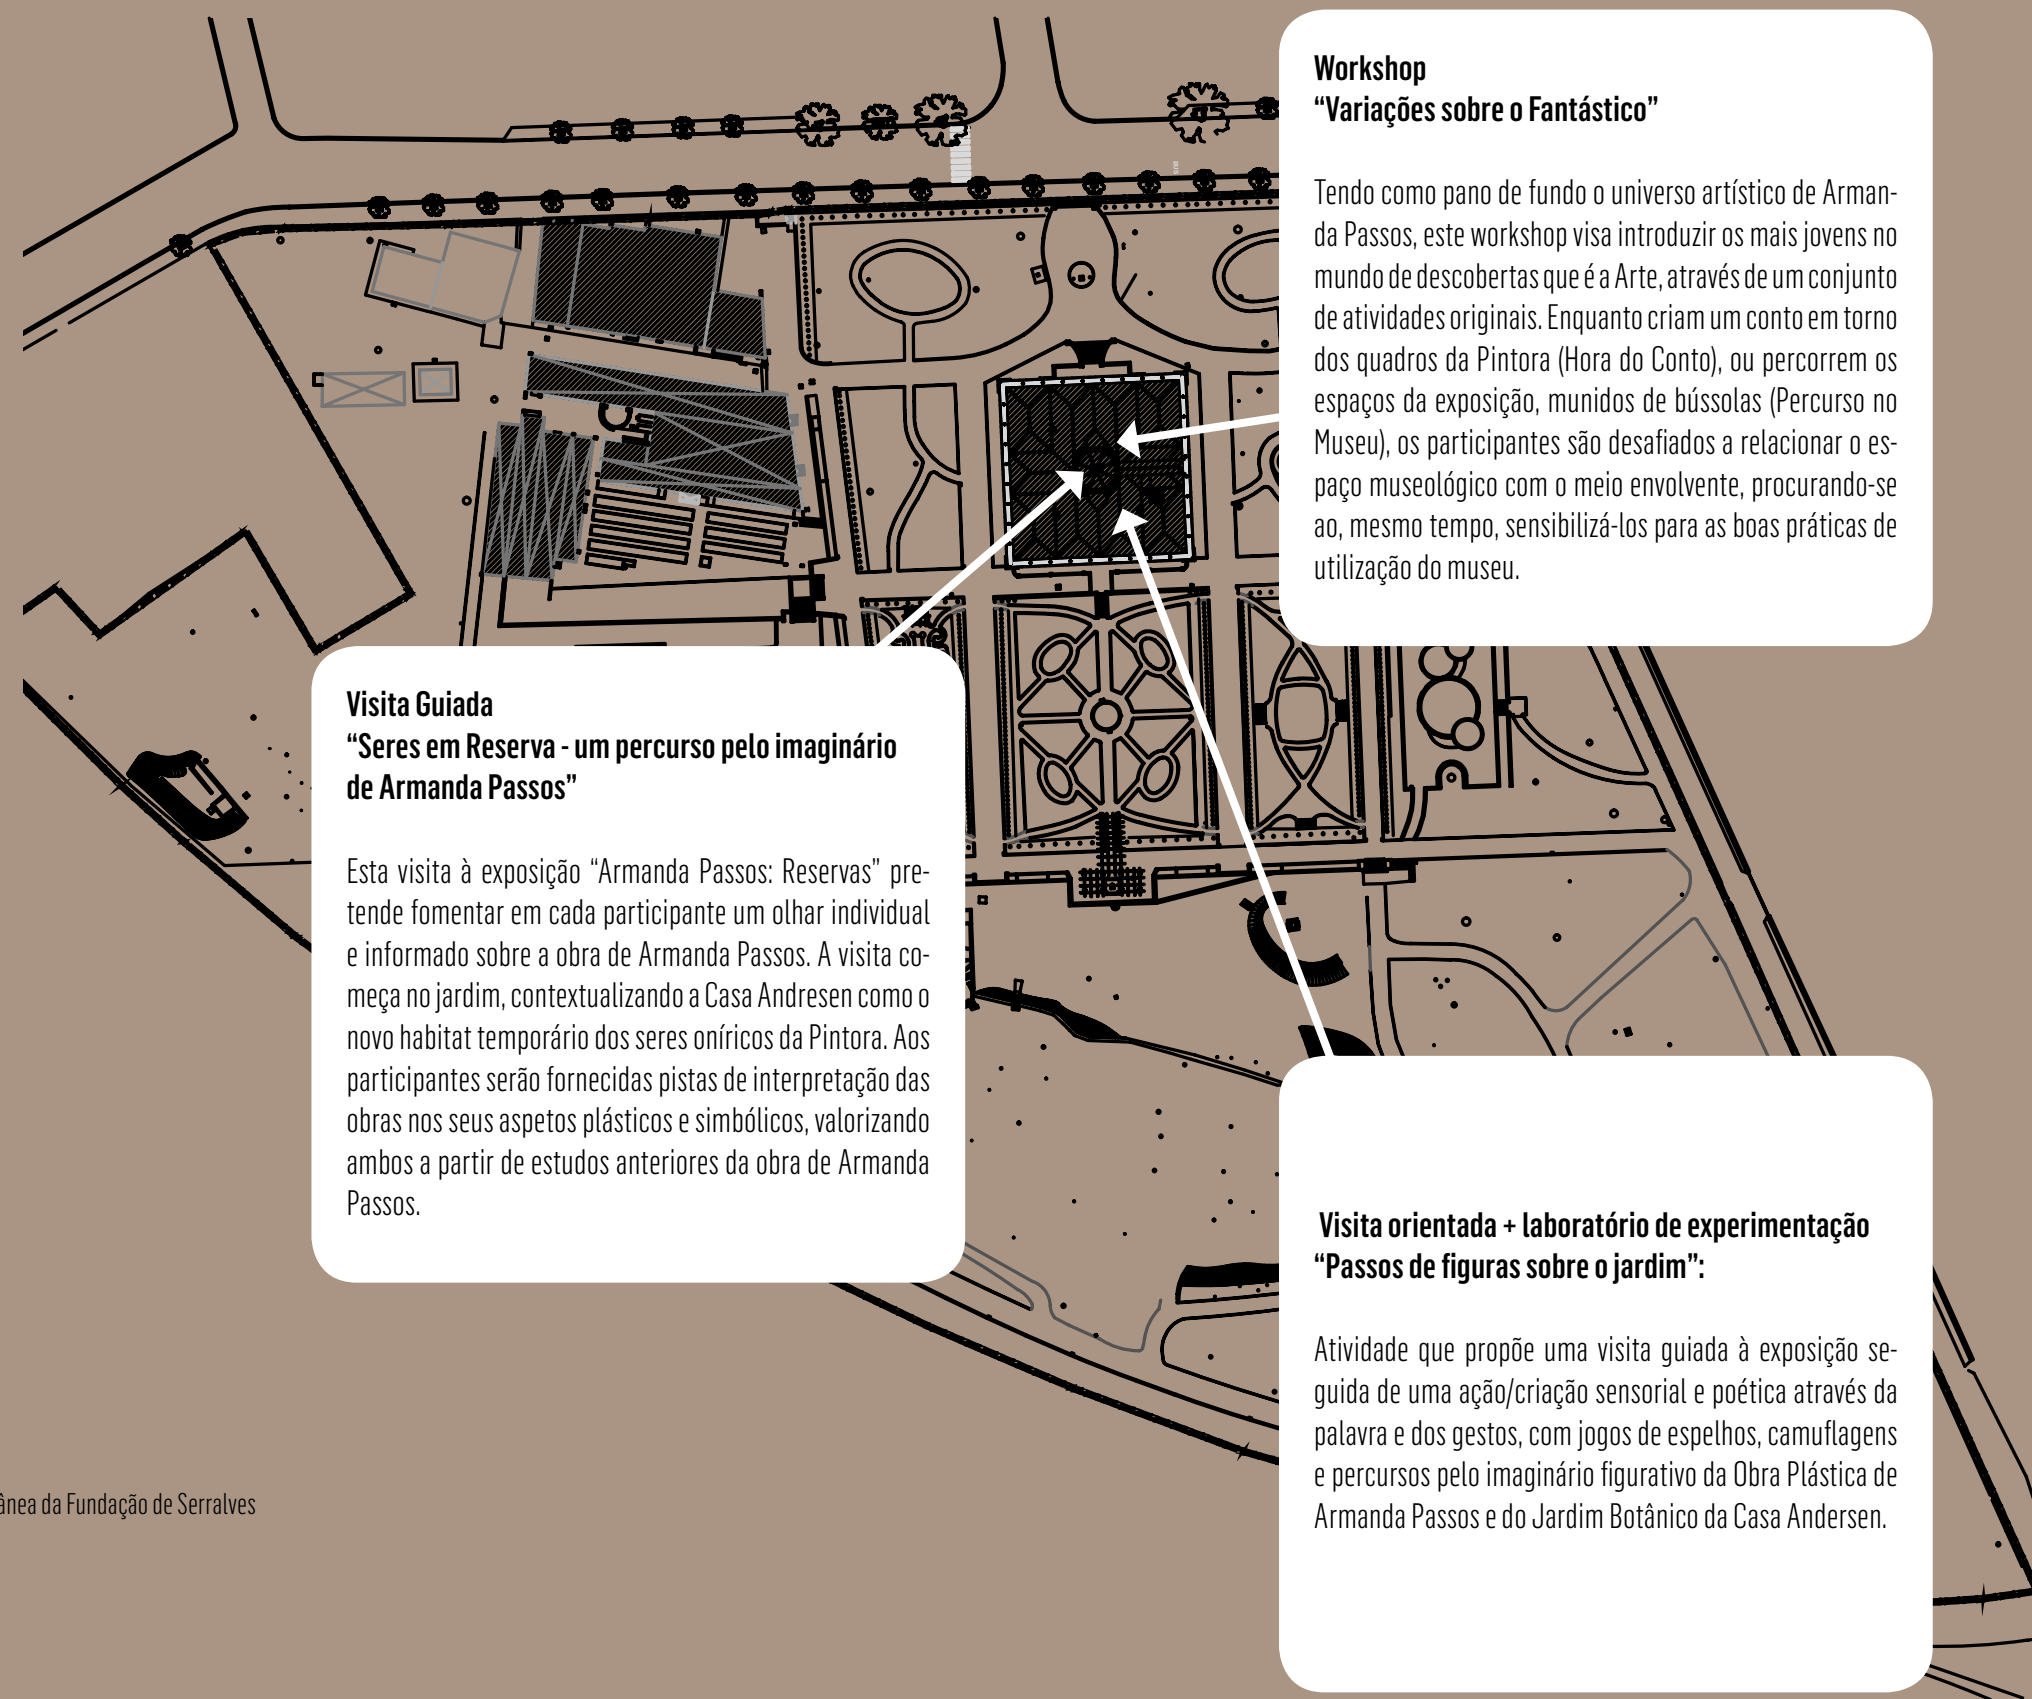 Workshop
“Variações sobre o Fantástico”
Tendo como pano de fundo o universo artístico de Arman-
da Passos, este workshop visa introduzir os mais jovens no
mundo de descobertas que é a Arte, através de um conjunto
de atividades originais. Enquanto criam um conto em torno
dos quadros da Pintora (Hora do Conto), ou percorrem os
espaços da exposição, munidos de bússolas (Percurso no
Museu), os participantes são desafiados a relacionar o es-
paço museológico com o meio envolvente, procurando-se
ao, mesmo tempo, sensibilizá-los para as boas práticas de
utilização do museu.
Visita Guiada
“Seres em Reserva - um percurso pelo imaginário
de Armanda Passos”
Esta visita à exposição “Armanda Passos: Reservas” pre-
tende fomentar em cada participante um olhar individual
e informado sobre a obra de Armanda Passos. A visita co-
meça no jardim, contextualizando a Casa Andresen como o
novo habitat temporário dos seres oníricos da Pintora. Aos
participantes serão fornecidas pistas de interpretação das
obras nos seus aspetos plásticos e simbólicos, valorizando
ambos a partir de estudos anteriores da obra de Armanda
Passos.
Visita orientada + laboratório de experimentação
“Passos de figuras sobre o jardim”:
Atividade que propõe uma visita guiada à exposição se-
guida de uma ação/criação sensorial e poética através da
palavra e dos gestos, com jogos de espelhos, camuflagens
e percursos pelo imaginário figurativo da Obra Plástica de
Armanda Passos e do Jardim Botânico da Casa Andersen.
ânea da Fundação de Serralves